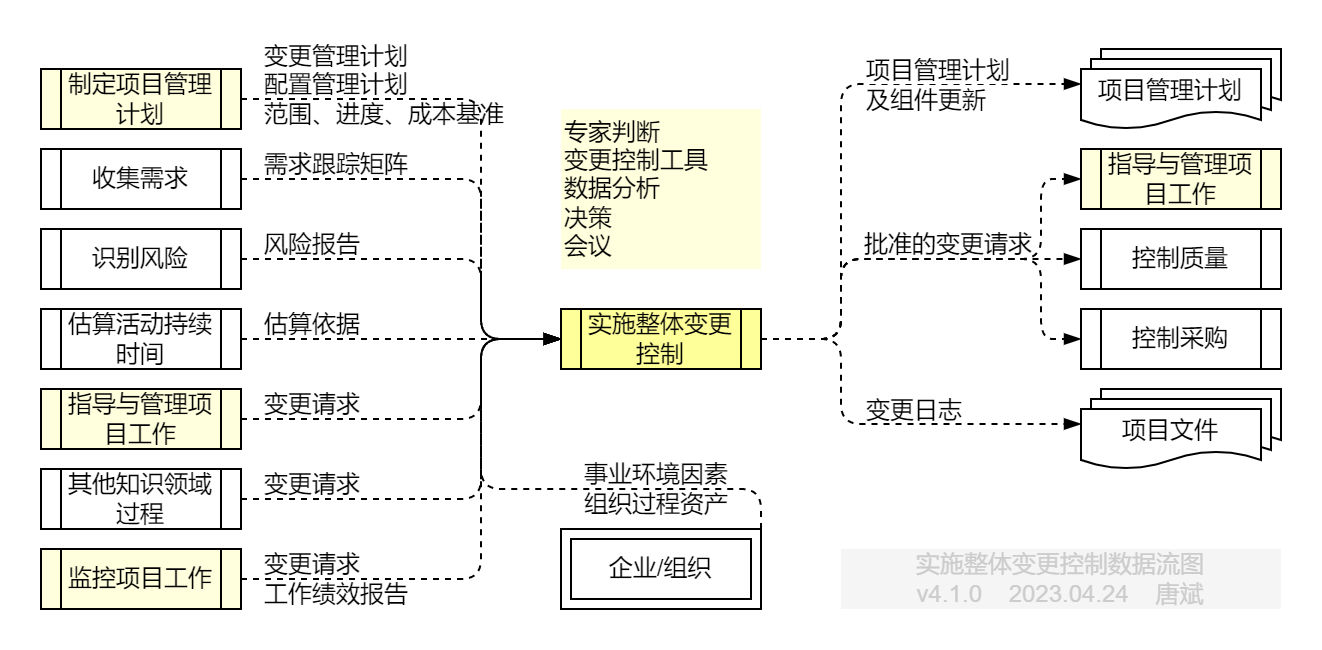 制定项目管理
计划
变更管理计划
配置管理计划
范围、进度、成本基准
收集需求
需求跟踪矩阵
识别风险
风险报告
估算活动持续
时间
估算依据
指导与管理项
目工作
变更请求
其他知识领域
过程
变更请求
监控项目工作
变更请求
工作绩效报告
专家判断
变更控制工具
数据分析
决策
会议
实施整体变更
控制
事业环境因素
组织过程资产
企业/组织
项目管理计划
及组件更新
项目管理计划
批准的变更请求
指导与管理项
目工作
控制质量
控制采购
变更日志
项目文件
实施整体变更控制数据流图
v4.1.0 2023.04.24 唐斌